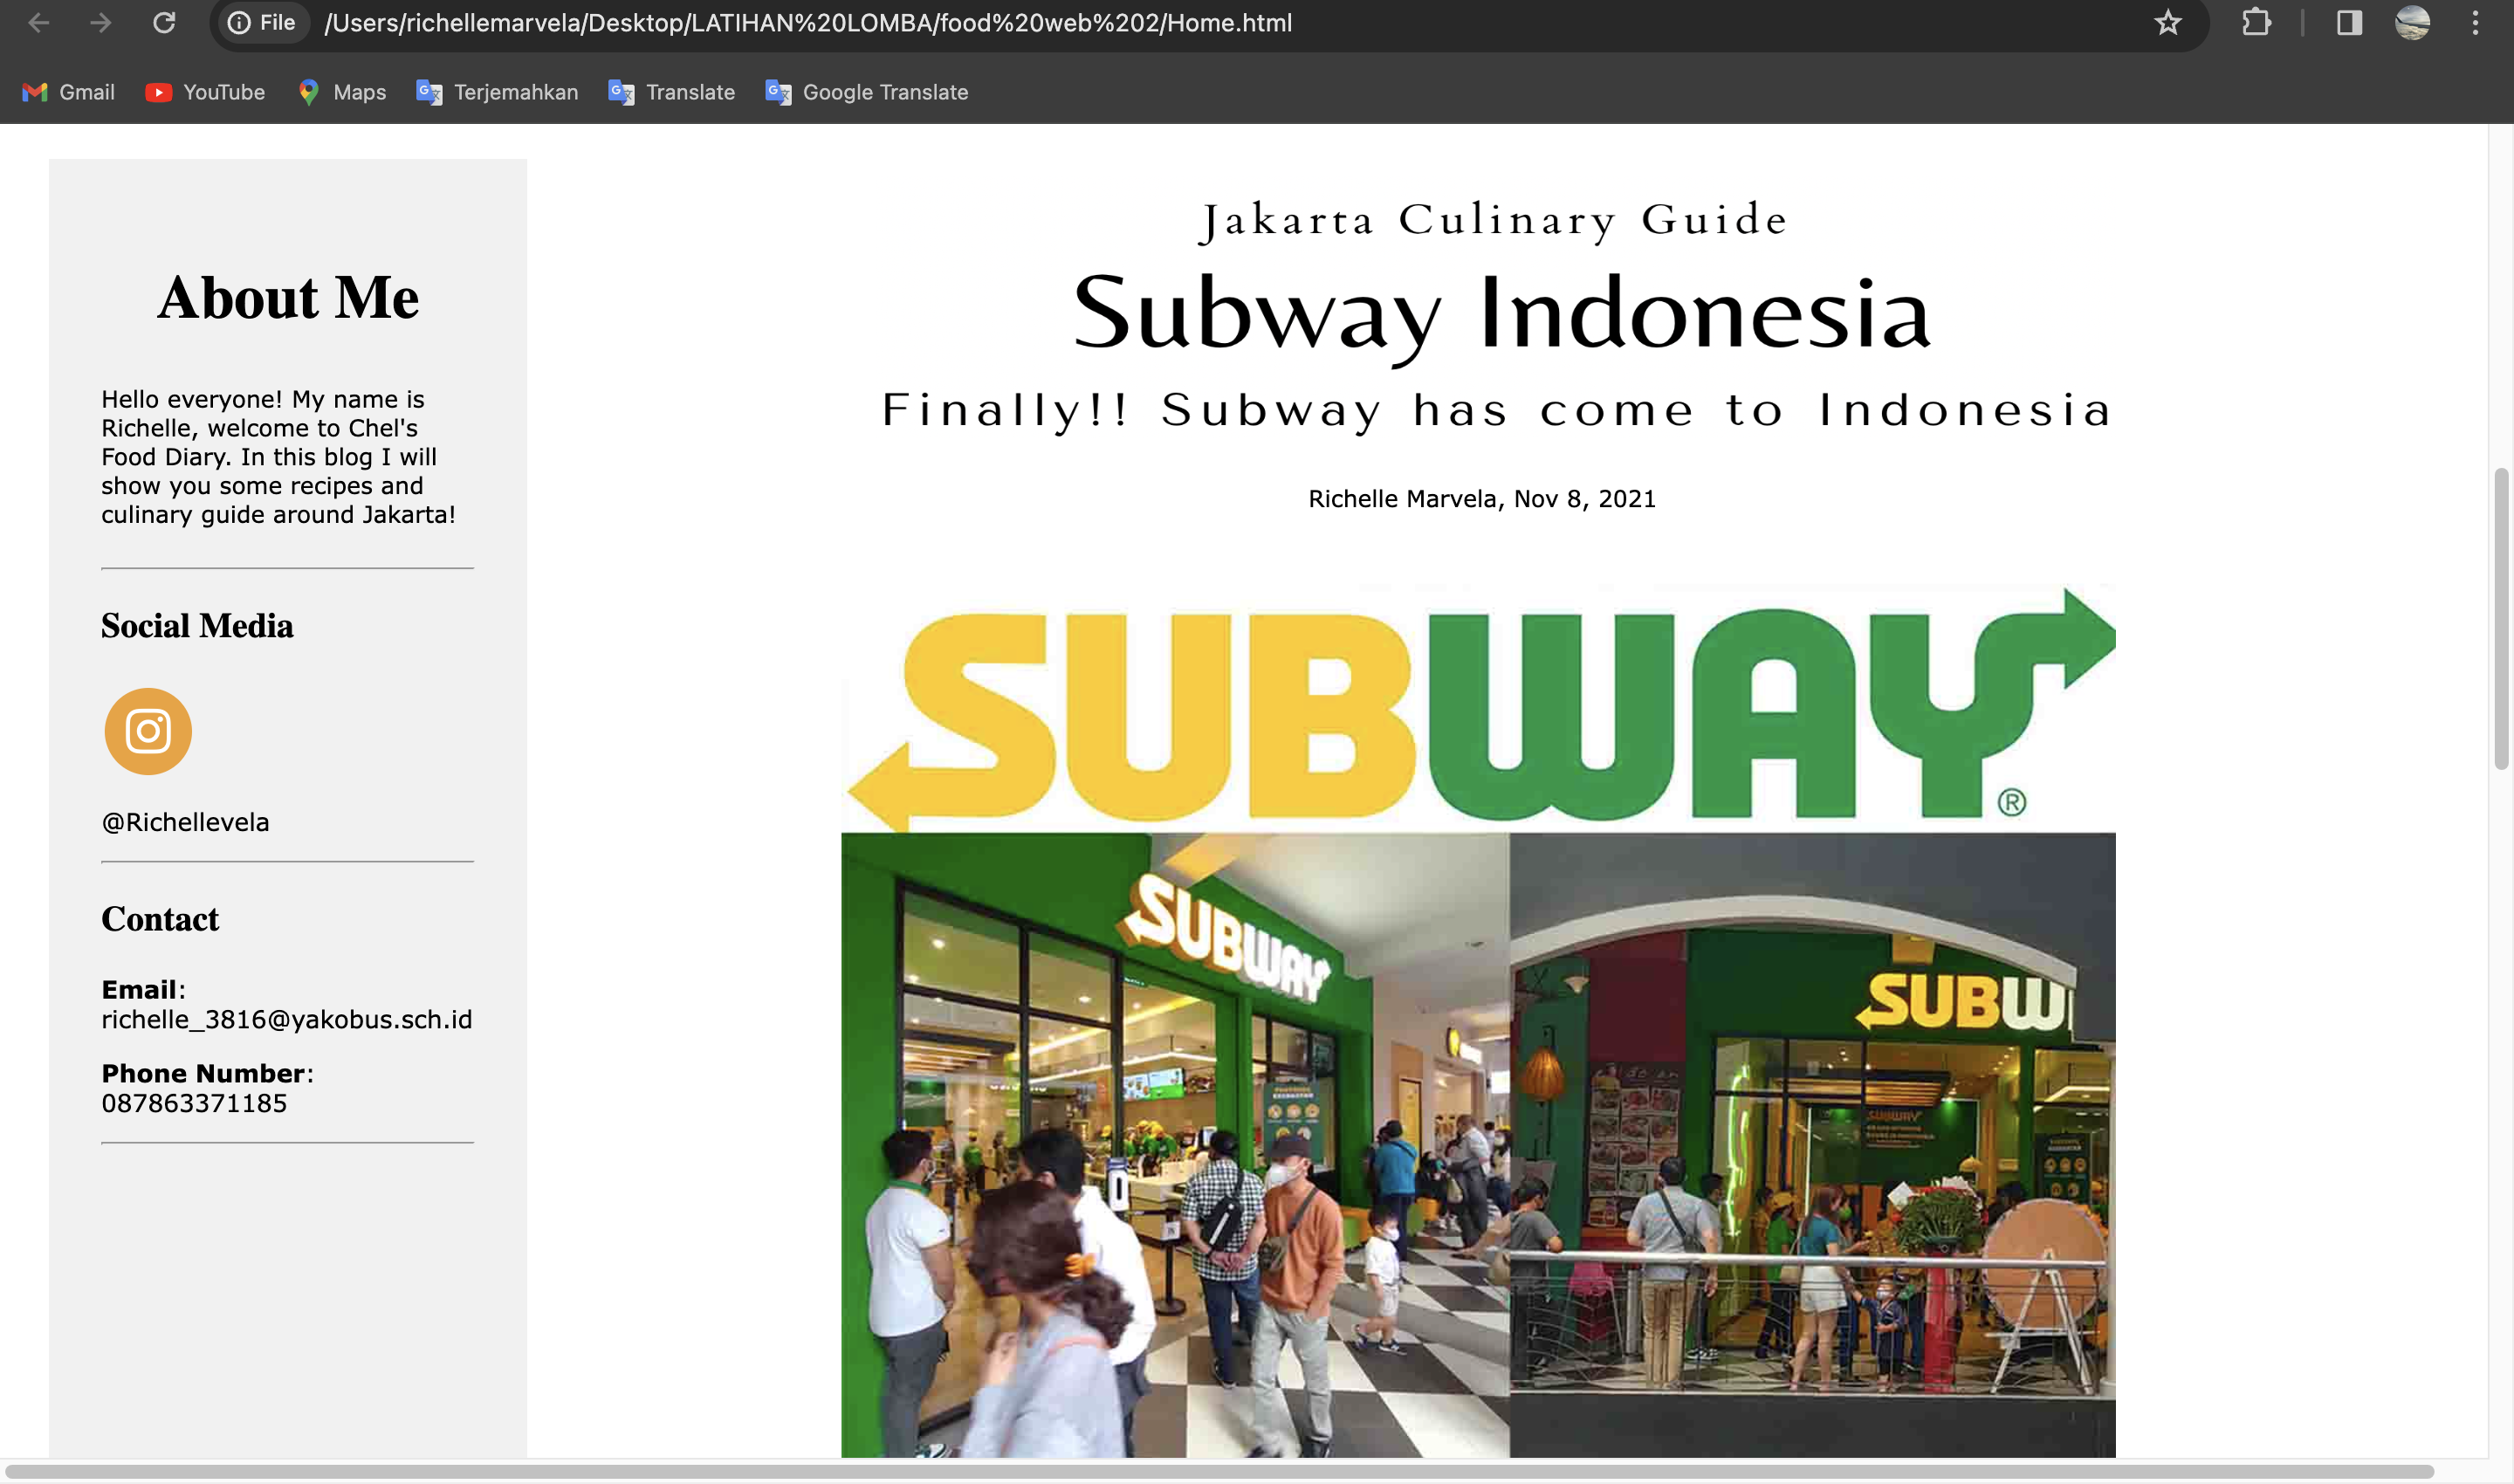 File /Users/richellemarvela/Desktop/LATIHAN%20LOMBA/food%20web%202/Home.html
Gmail YouTube Maps Terjemahkan Translate Google Translate
About Me
Hello everyone! My name is
Richelle, welcome to Chel's
Food Diary. In this blog I will
show you some recipes and
culinary guide around Jakarta!
Social Media
@Richellevela
Contact
Email:
richelle_3816@yakobus.sch.id
Phone Number:
087863371185
Jakarta Culinary Guide
Subway Indonesia
Finally!! Subway has come to Indonesia
Richelle Marvela, Nov 8, 2021
SUBWAY®
SUBWAY
SUBW
SUBWAY